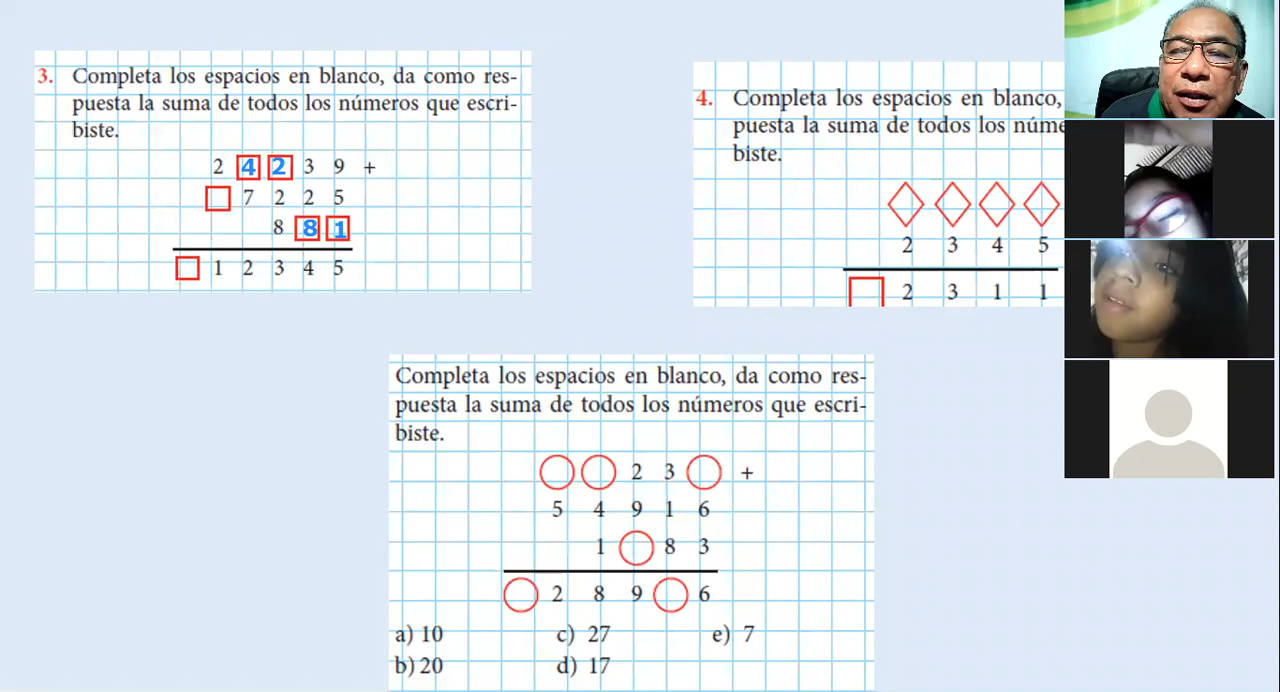 3. Completa los espacios en blanco, da como res-
puesta la suma de todos los números que escri-
biste.
2 4 2 3 9 +
7 2 2 5
8 8 1
1 2 3 4 5
4. Completa los espacios en blanco,
puesta la suma de todos los núme
biste.
2 3 4 5
2 3 1 1
Completa los espacios en blanco, da como res-
puesta la suma de todos los números que escri-
biste.
2 3 +
5 4 9 1 6
1 8 3
2 8 9 6
a) 10 c) 27 e) 7
b) 20 d) 17